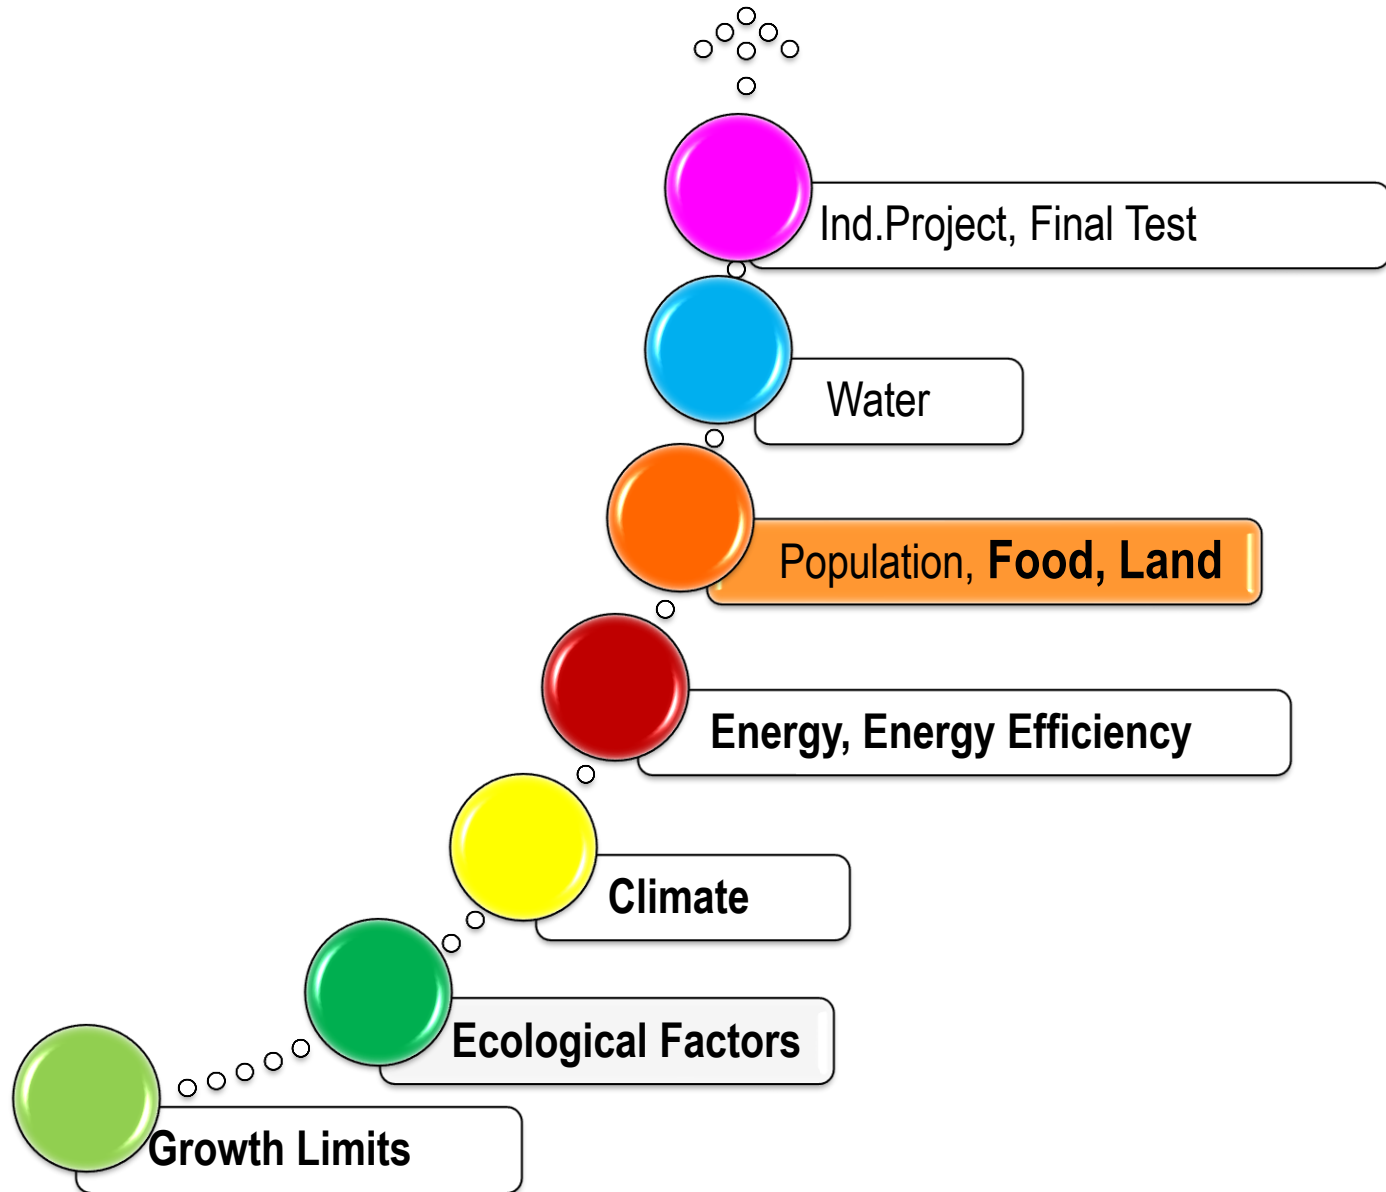 Ind.Project, Final Test
Water
Population, Food, Land
Energy, Energy Efficiency
Climate
Ecological Factors
Growth Limits